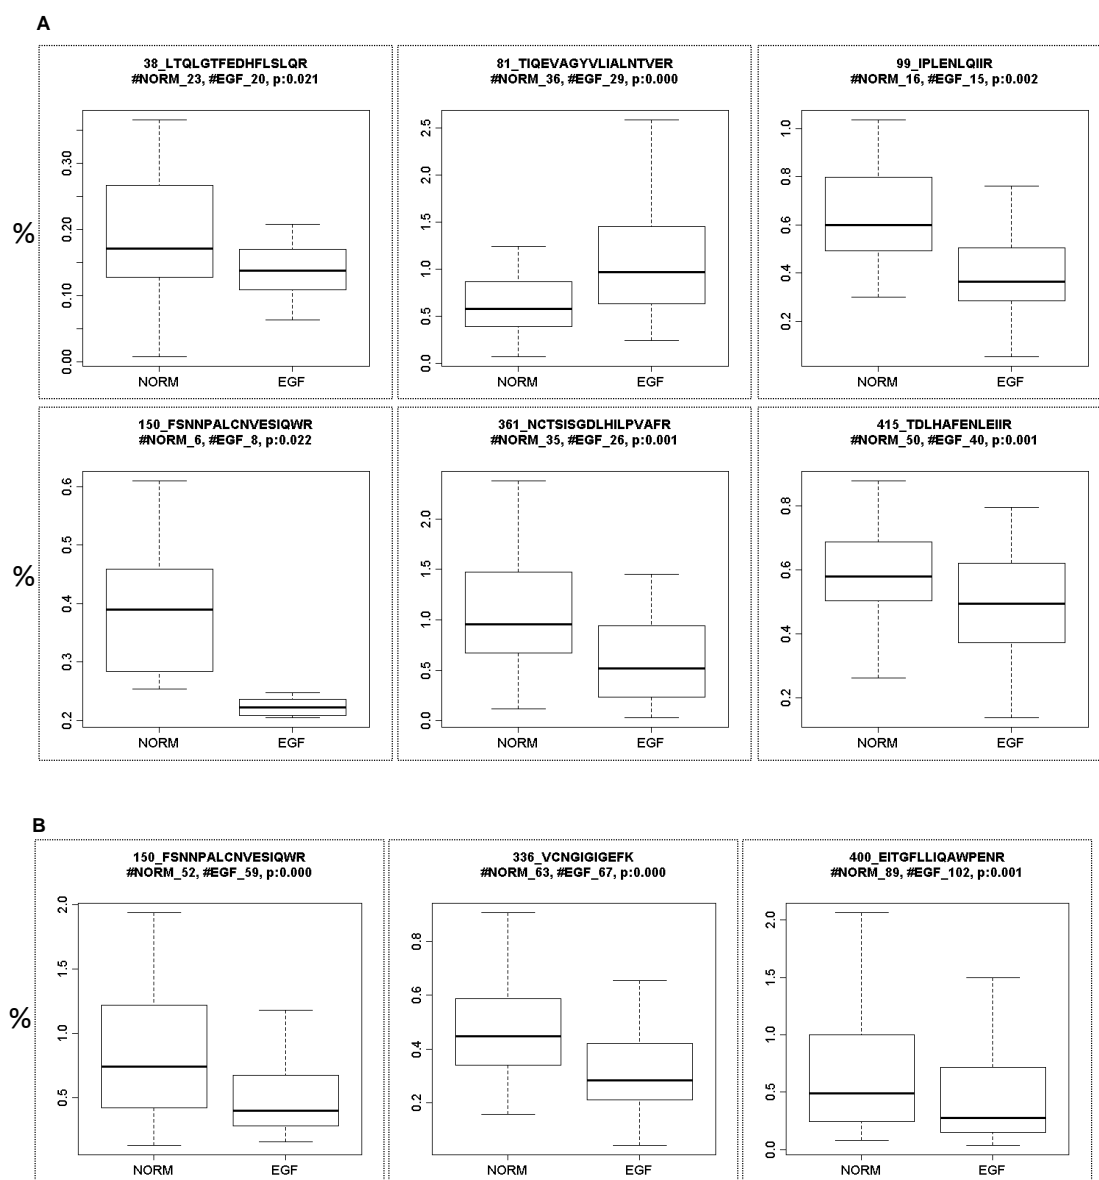 A
38_LTQLGTFEDHFLSLQR
#NORM_23, #EGF_20, p:0.021
%
0.00
0.10
0.20
0.30
NORM
EGF
81_TIQEVAGYVLIALNTVER
#NORM_36, #EGF_29, p:0.000
0.0
0.5
1.0
1.5
2.0
2.5
NORM
EGF
99_IPLENLQIIR
#NORM_16, #EGF_15, p:0.002
0.2
0.4
0.6
0.8
1.0
NORM
EGF
150_FSNNPALCNVESIQWR
#NORM_6, #EGF_8, p:0.022
%
0.2
0.3
0.4
0.5
0.6
NORM
EGF
361_NCTSISGDLHILPVAFR
#NORM_35, #EGF_26, p:0.001
0.0
0.5
1.0
1.5
2.0
NORM
EGF
415_TDLHAFENLEIIR
#NORM_50, #EGF_40, p:0.001
0.2
0.4
0.6
0.8
NORM
EGF
B
150_FSNNPALCNVESIQWR
#NORM_52, #EGF_59, p:0.000
%
0.5
1.0
1.5
2.0
NORM
EGF
336_VCNGIGIGEFK
#NORM_63, #EGF_67, p:0.000
0.2
0.4
0.6
0.8
NORM
EGF
400_EITGFLLIQAWPENR
#NORM_89, #EGF_102, p:0.001
0.0
0.5
1.0
1.5
2.0
NORM
EGF